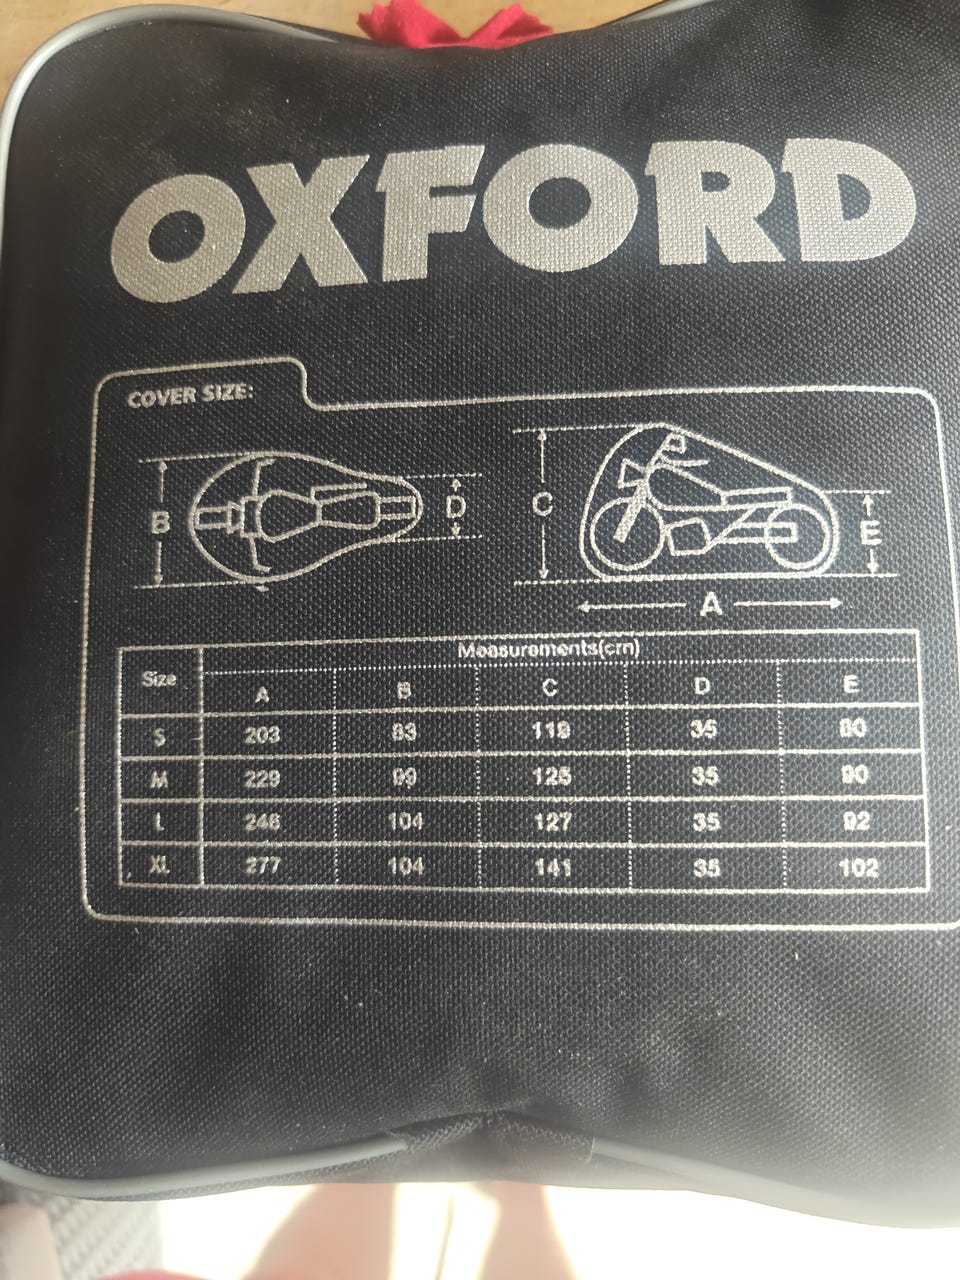 OXFORD
COVER SIZE:
B D C E
A
Measurements(cm)
Size A B C D E
S 203 83 119 35 80
M 229 99 125 35 90
L 246 104 127 35 92
XL 277 104 141 35 102